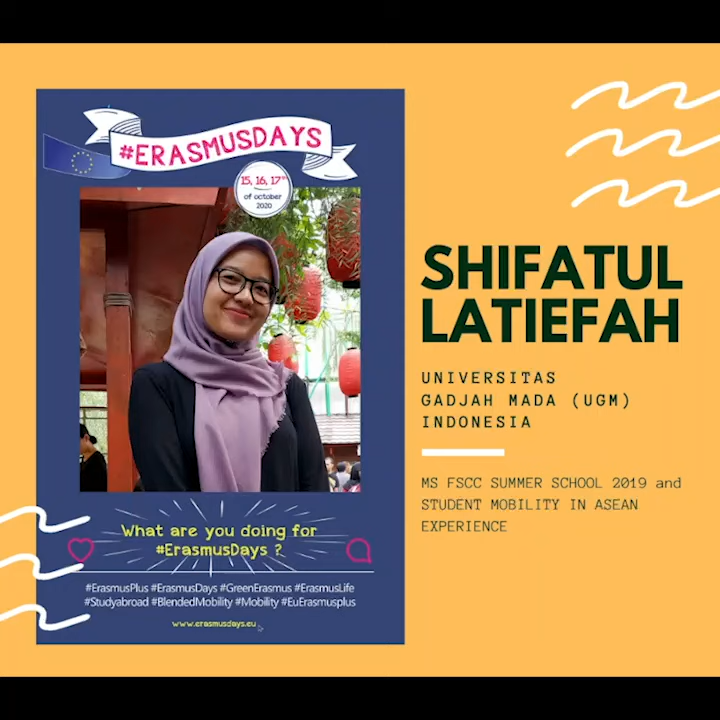 #ERASMUSDAYS
15, 16, 17th
of october
2020
What are you doing for
#ErasmusDays ?
#ErasmusPlus #ErasmusDays #GreenErasmus #ErasmusLife
#Studyabroad #BlendedMobility #Mobility #EuErasmusplus
www.erasmusdays.eu
SHIFATUL
LATIEFAH
UNIVERSITAS
GADJAH MADA (UGM)
INDONESIA
MS FSCC SUMMER SCHOOL 2019 and
STUDENT MOBILITY IN ASEAN
EXPERIENCE